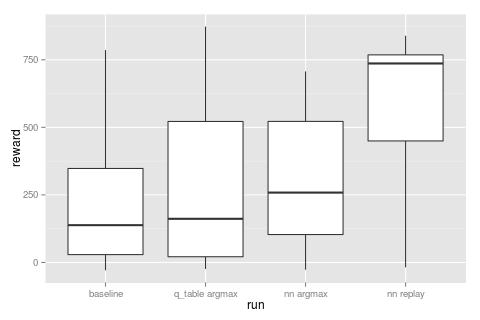 750
500
250
0
reward
baseline
q_table argmax
nn argmax
nn replay
run